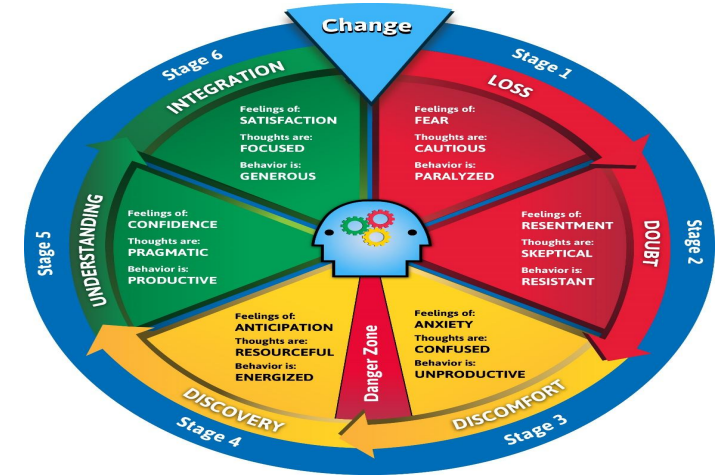 Change
Stage 1
LOSS
Feelings of:
FEAR
Thoughts are:
CAUTIOUS
Behavior is:
PARALYZED
Stage 2
DOUBT
Feelings of:
RESENTMENT
Thoughts are:
SKEPTICAL
Behavior is:
RESISTANT
Stage 3
DISCOMFORT
Feelings of:
ANXIETY
Thoughts are:
CONFUSED
Behavior is:
UNPRODUCTIVE
Danger Zone
Stage 4
DISCOVERY
Feelings of:
ANTICIPATION
Thoughts are:
RESOURCEFUL
Behavior is:
ENERGIZED
Stage 5
UNDERSTANDING
Feelings of:
CONFIDENCE
Thoughts are:
PRAGMATIC
Behavior is:
PRODUCTIVE
Stage 6
INTEGRATION
Feelings of:
SATISFACTION
Thoughts are:
FOCUSED
Behavior is:
GENEROUS